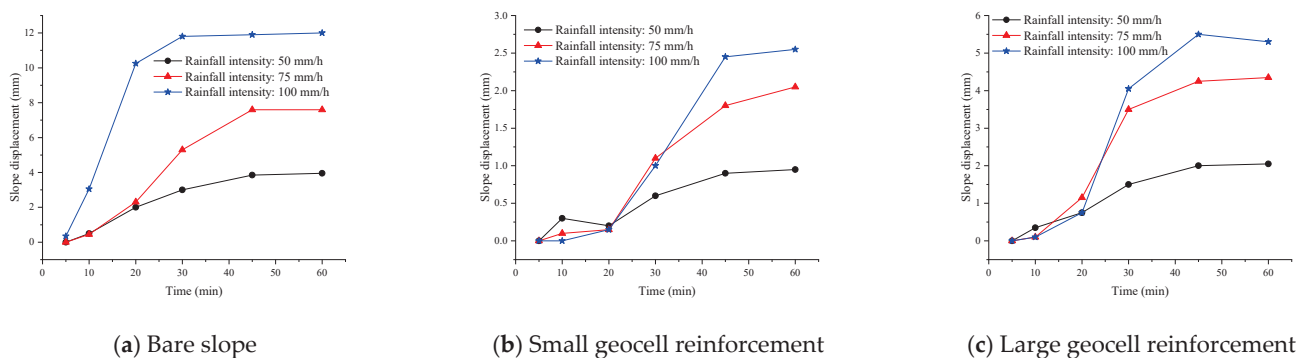 12
10
8
6
4
2
0
Slope displacement (mm)
Rainfall intensity: 50 mm/h
Rainfall intensity: 75 mm/h
Rainfall intensity: 100 mm/h
0 10 20 30 40 50 60
Time (min)
(a) Bare slope
3.0
2.5
2.0
1.5
1.0
0.5
0.0
Slope displacement (mm)
Rainfall intensity: 50 mm/h
Rainfall intensity: 75 mm/h
Rainfall intensity: 100 mm/h
0 10 20 30 40 50 60
Time (min)
(b) Small geocell reinforcement
6
5
4
3
2
1
0
Slope displacement (mm)
Rainfall intensity: 50 mm/h
Rainfall intensity: 75 mm/h
Rainfall intensity: 100 mm/h
0 10 20 30 40 50 60
Time (min)
(c) Large geocell reinforcement